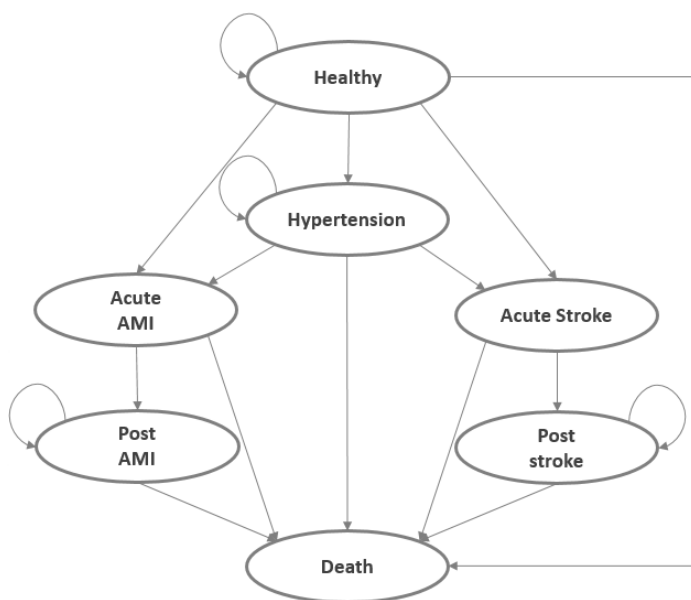 Healthy
Hypertension
Acute
AMI
Acute Stroke
Post
AMI
Post
stroke
Death